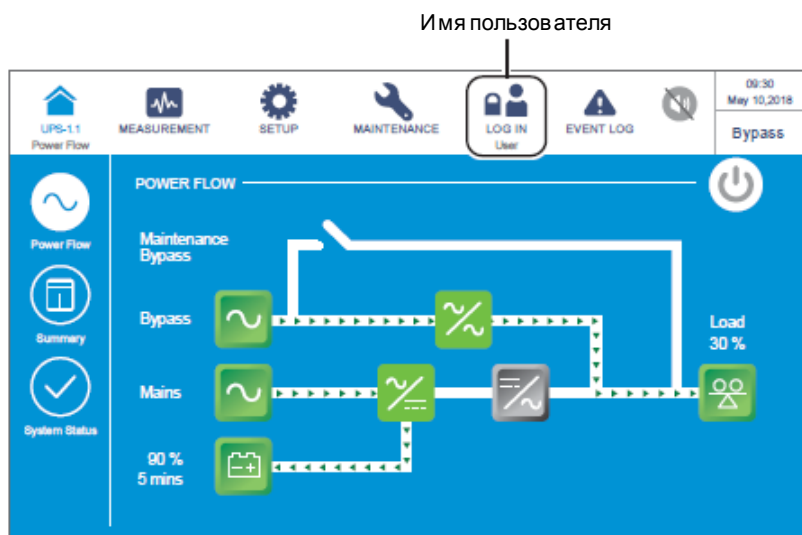 Имя пользователя
UPS-1.1
Power Flow
MEASUREMENT
SETUP
MAINTENANCE
LOG IN
User
EVENT LOG
09:30
May 10,2018
Bypass
Power Flow
Summary
System Status
POWER FLOW
Maintenance
Bypass
Bypass
Mains
90 %
5 mins
Load
30 %